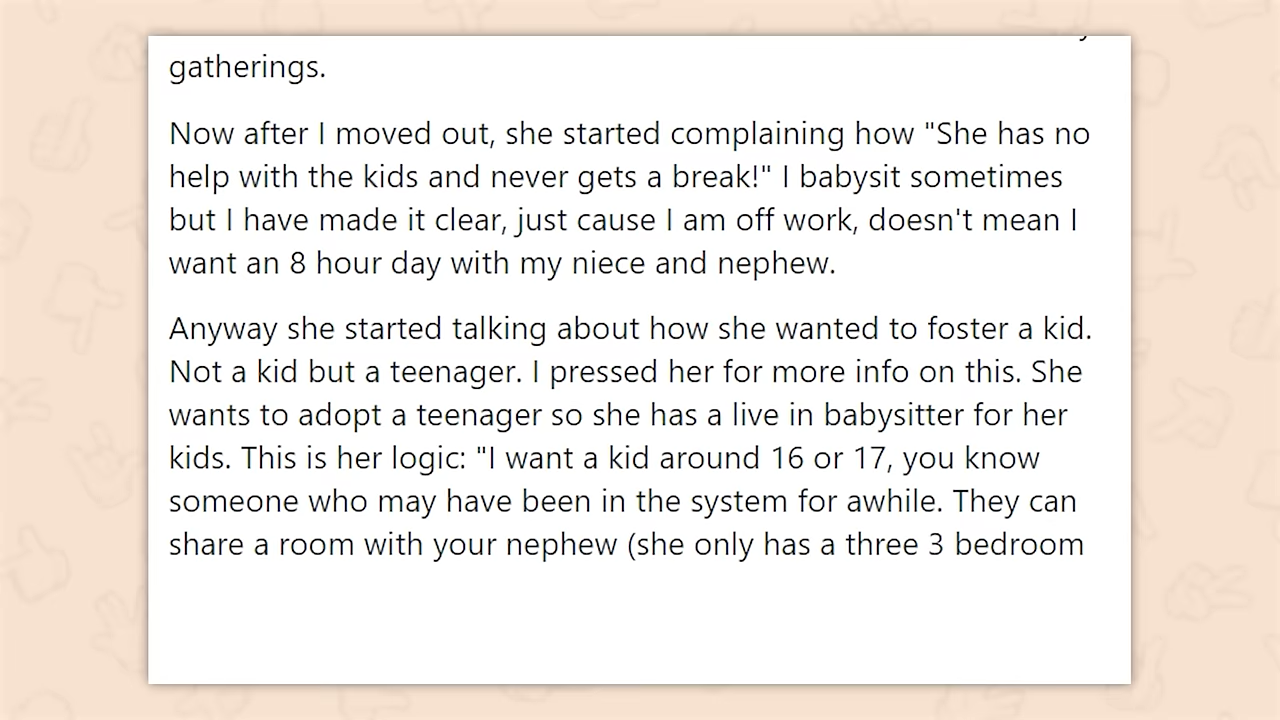 gatherings.
Now after I moved out, she started complaining how "She has no
help with the kids and never gets a break!" I babysit sometimes
but I have made it clear, just cause I am off work, doesn't mean I
want an 8 hour day with my niece and nephew.
Anyway she started talking about how she wanted to foster a kid.
Not a kid but a teenager. I pressed her for more info on this. She
wants to adopt a teenager so she has a live in babysitter for her
kids. This is her logic: "I want a kid around 16 or 17, you know
someone who may have been in the system for awhile. They can
share a room with your nephew (she only has a three 3 bedroom